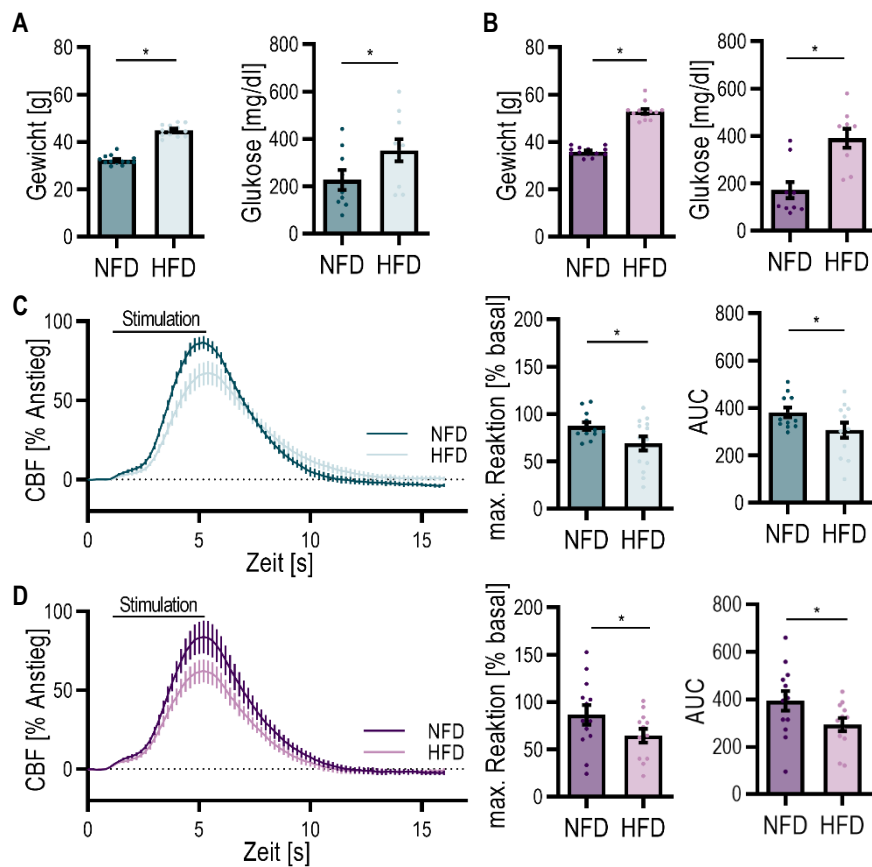 A
B
Gewicht [g]
80
60
40
20
0
NFD HFD
*
Glukose [mg/dl]
800
600
400
200
0
NFD HFD
*
Gewicht [g]
80
60
40
20
0
NFD HFD
*
Glukose [mg/dl]
800
600
400
200
0
NFD HFD
*
C
CBF [% Anstieg]
100
50
0
Stimulation
NFD
HFD
0 5 10 15
Zeit [s]
max. Reaktion [% basal]
200
150
100
50
0
NFD HFD
*
AUC
800
600
400
200
0
NFD HFD
*
D
CBF [% Anstieg]
100
50
0
Stimulation
NFD
HFD
0 5 10 15
Zeit [s]
max. Reaktion [% basal]
200
150
100
50
0
NFD HFD
*
AUC
800
600
400
200
0
NFD HFD
*